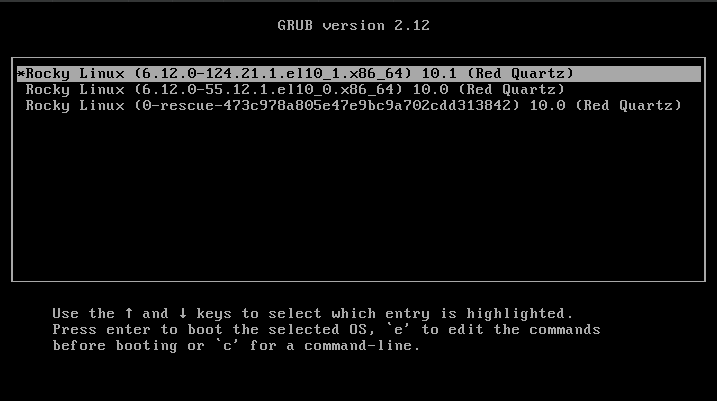 GRUB version 2.12
*Rocky Linux (6.12.0-124.21.1.el10_1.x86_64) 10.1 (Red Quartz)
Rocky Linux (6.12.0-55.12.1.el10_0.x86_64) 10.0 (Red Quartz)
Rocky Linux (0-rescue-473c978a805e47e9bc9a702cdd313842) 10.0 (Red Quartz)
Use the ↑ and ↓ keys to select which entry is highlighted.
Press enter to boot the selected OS, `e' to edit the commands
before booting or `c' for a command-line.